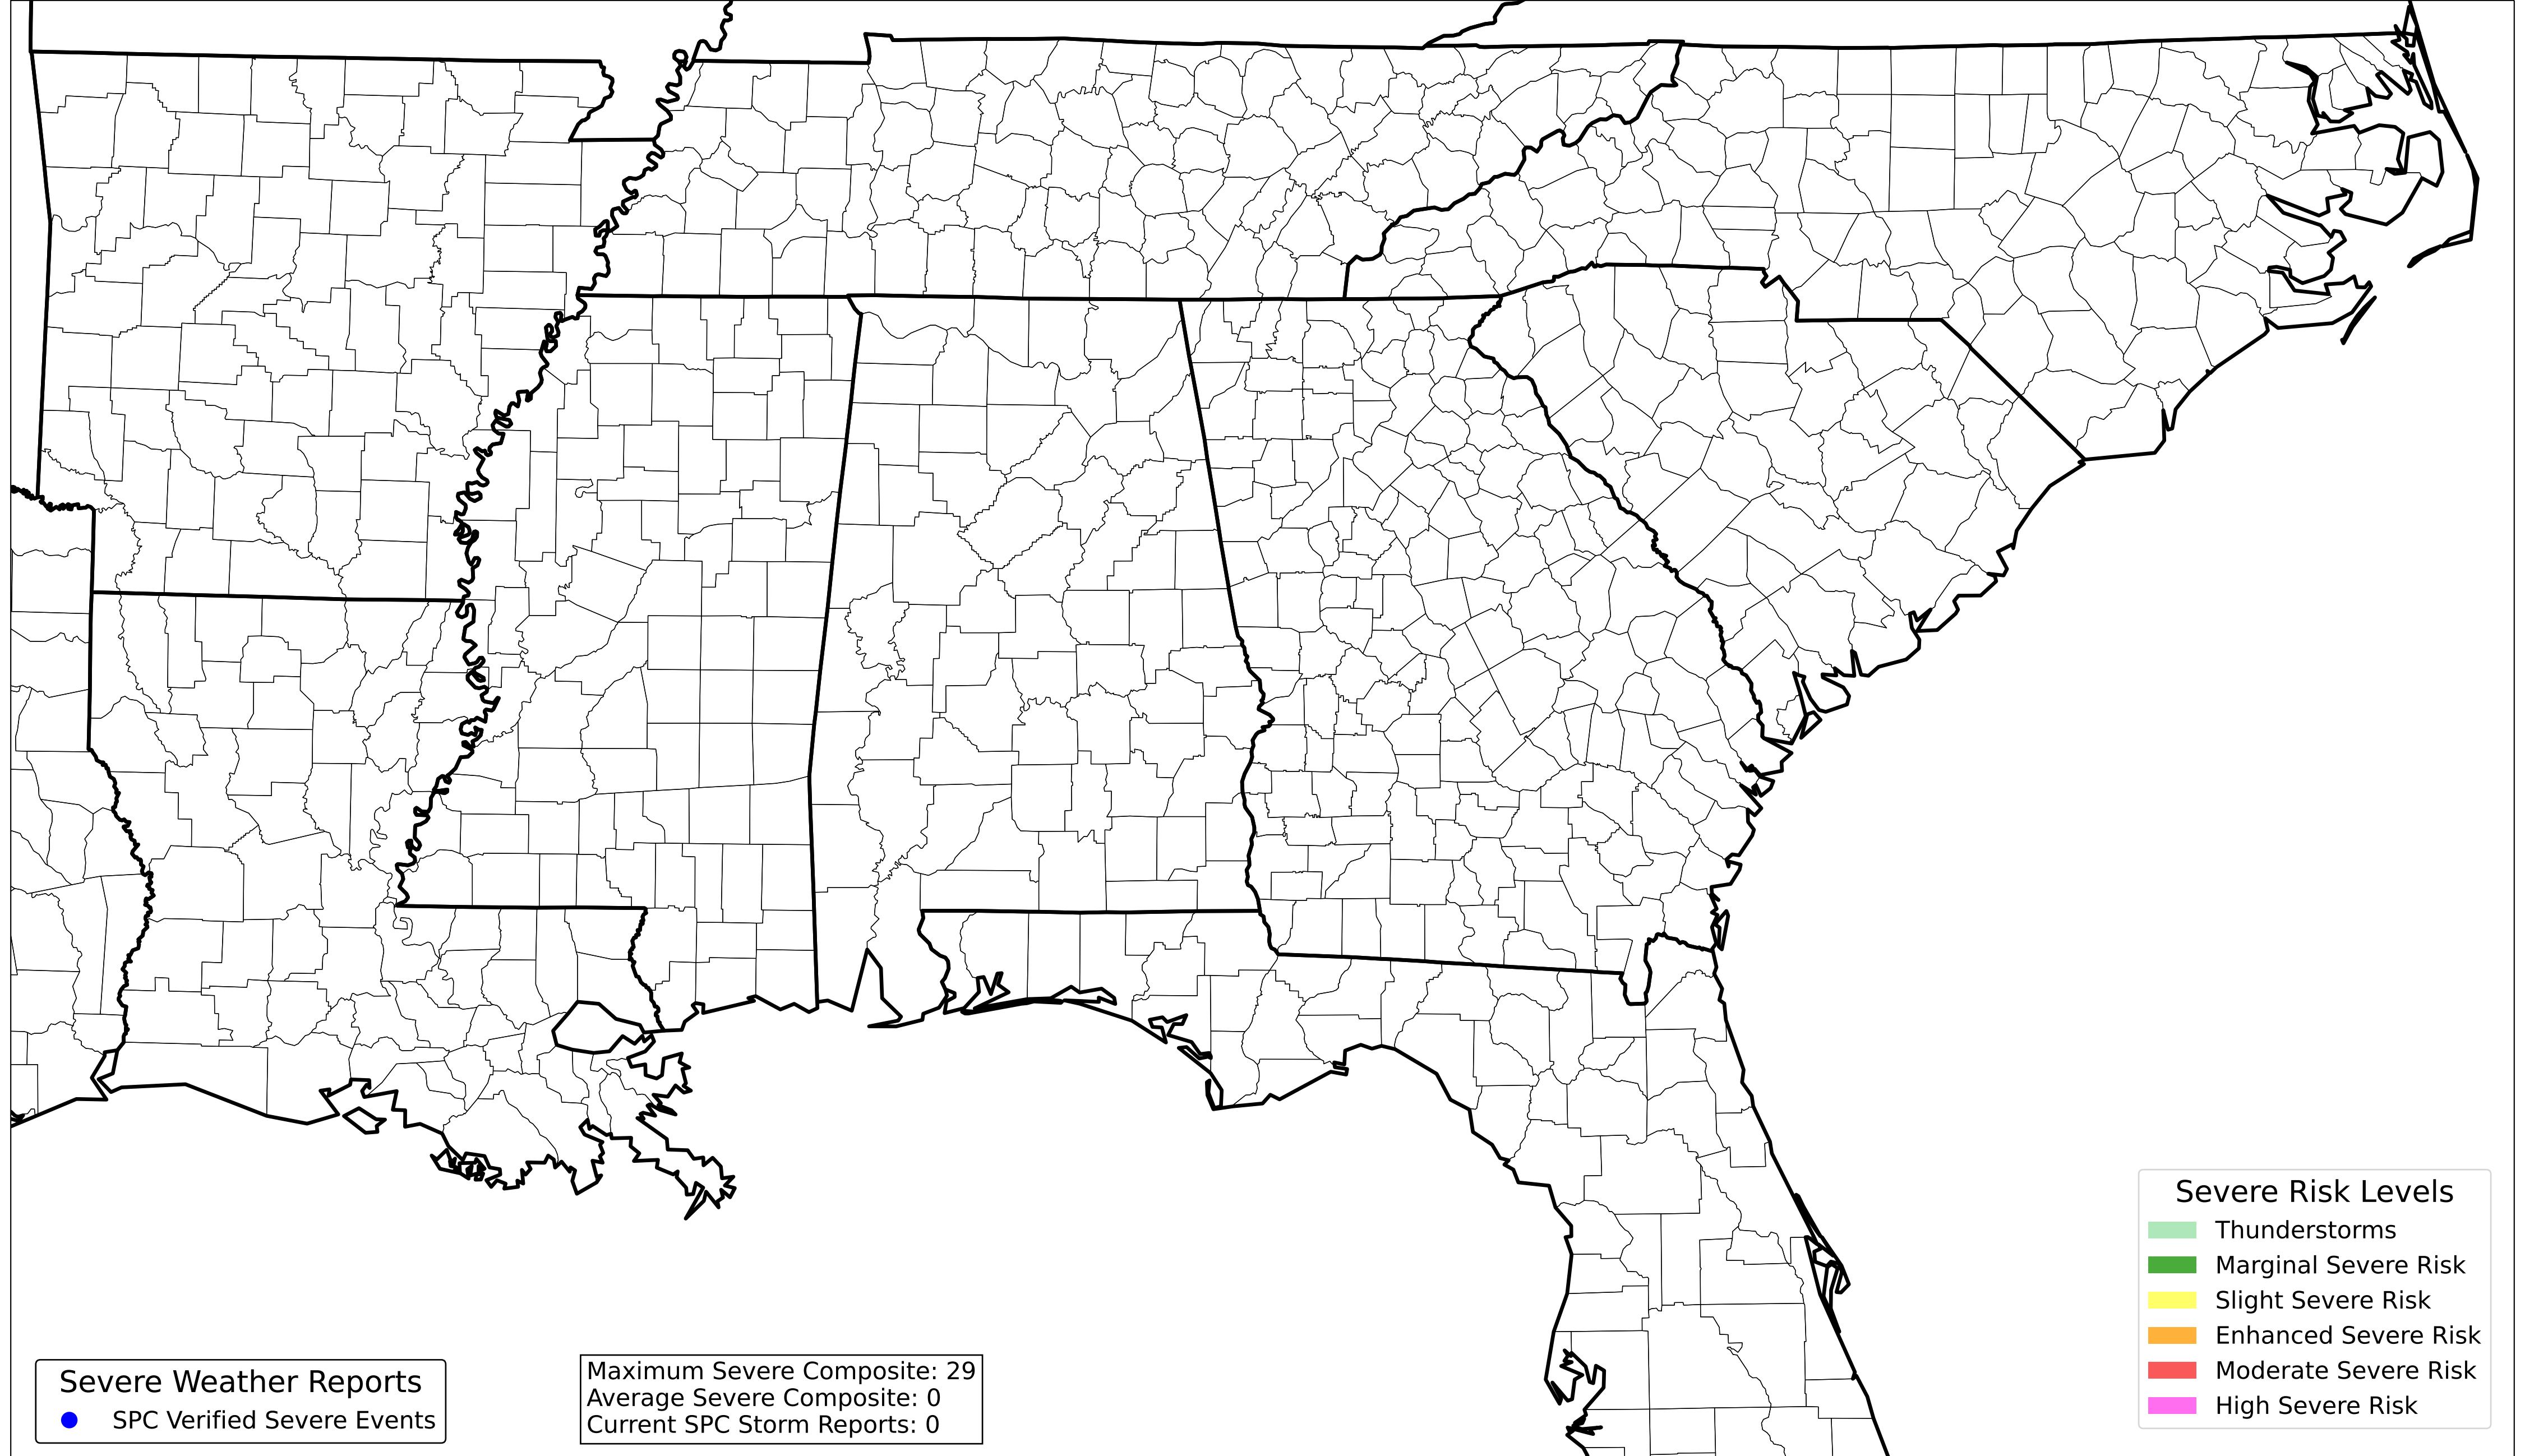 Severe Weather Reports
SPC Verified Severe Events
Maximum Severe Composite: 29
Average Severe Composite: 0
Current SPC Storm Reports: 0
Severe Risk Levels
Thunderstorms
Marginal Severe Risk
Slight Severe Risk
Enhanced Severe Risk
Moderate Severe Risk
High Severe Risk